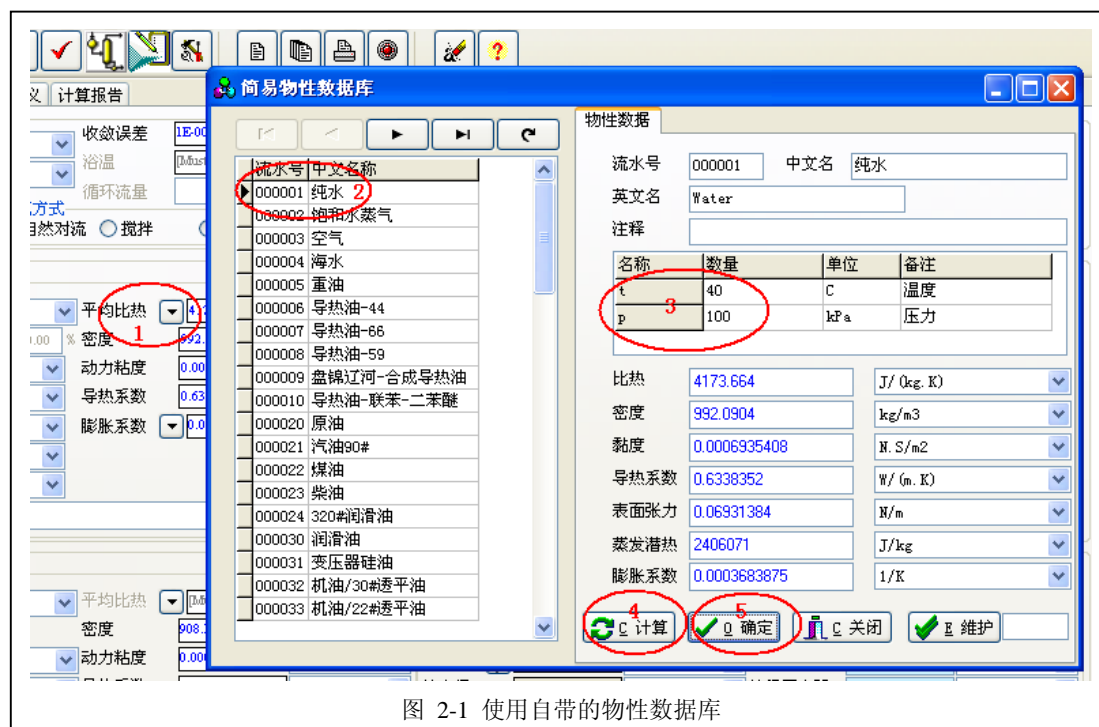 简易物性数据库
义 计算报告
收敛误差 1E-00
浴温
循环流量
方式
自然对流 搅拌
平均比热
1
% 密度 992.
动力粘度 0.00
导热系数 0.63
膨胀系数 0.0
平均比热
密度 908.
动力粘度 0.00
流水号 中文名称
000001 纯水 2
000002 饱和水蒸气
000003 空气
000004 海水
000005 重油
000006 导热油-44
000007 导热油-66
000008 导热油-59
000009 盘锦辽河-合成导热油
000010 导热油-联苯-二苯醚
000020 原油
000021 汽油90#
000022 煤油
000023 柴油
000024 320#润滑油
000030 润滑油
000031 变压器硅油
000032 机油/30#透平油
000033 机油/22#透平油
物性数据
流水号 000001 中文名 纯水
英文名 Water
注释
名称 数量 单位 备注
t 40 C 温度
3
p 100 kPa 压力
比热 4173.664 J/(kg.K)
密度 992.0904 kg/m3
黏度 0.0006935408 N.S/m2
导热系数 0.6338352 W/(m.K)
表面张力 0.06931384 N/m
蒸发潜热 2406071 J/kg
膨胀系数 0.0003683875 1/K
4 5
C 计算 O 确定 C 关闭 E 维护
图 2-1 使用自带的物性数据库